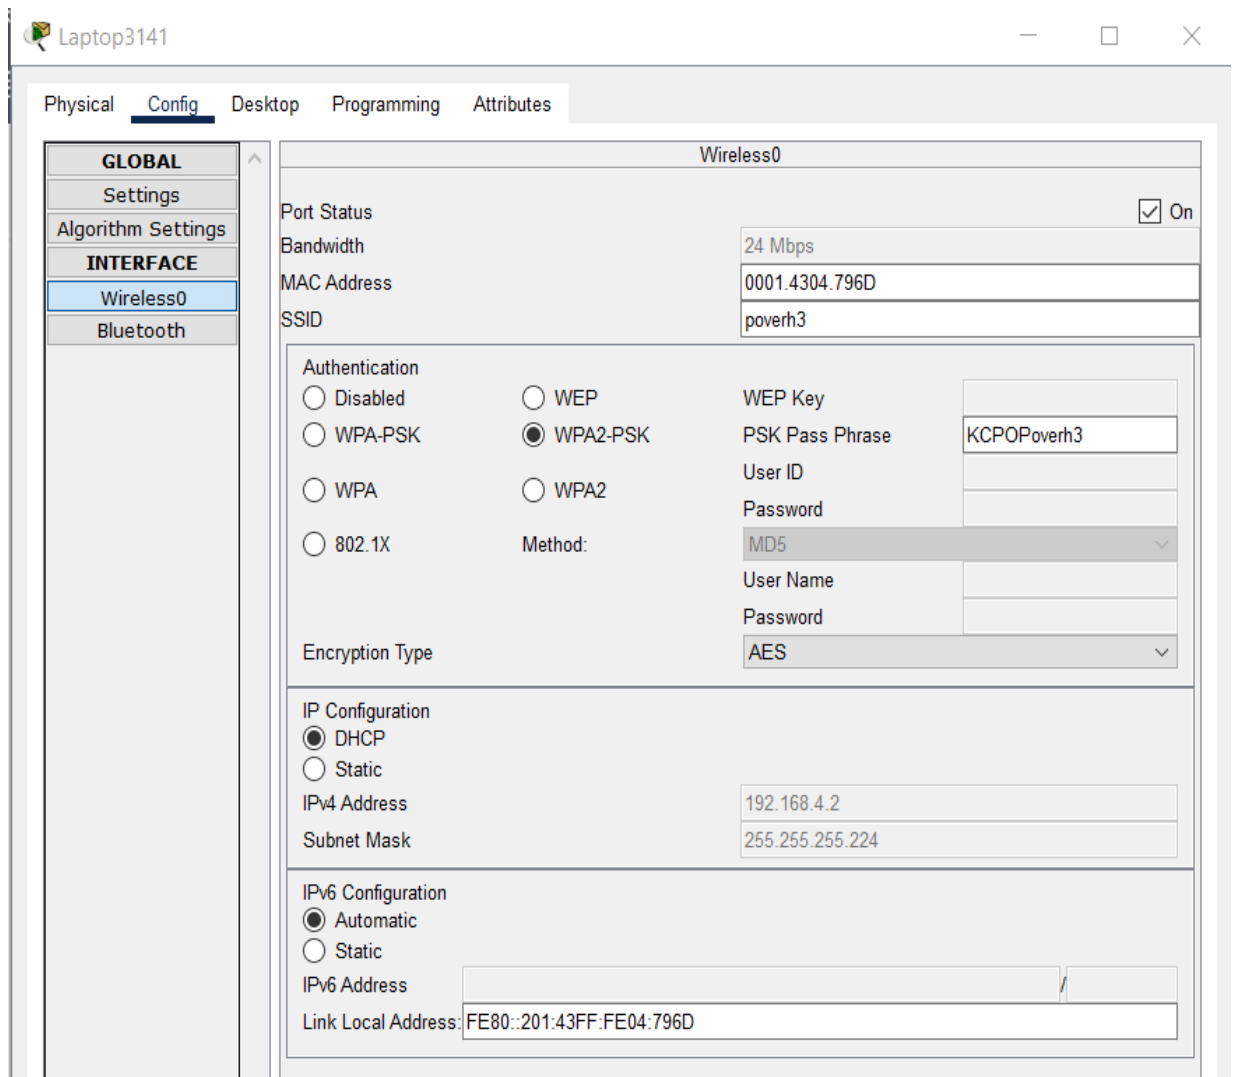 Laptop3141
Physical Config Desktop Programming Attributes
GLOBAL
Settings
Algorithm Settings
INTERFACE
Wireless0
Bluetooth
Wireless0
Port Status On
Bandwidth 24 Mbps
MAC Address 0001.4304.796D
SSID poverh3
Authentication
Disabled WEP WEP Key
WPA-PSK WPA2-PSK PSK Pass Phrase KCPOPoverh3
User ID
WPA WPA2
Password
802.1X Method: MD5
User Name
Password
Encryption Type AES
IP Configuration
DHCP
Static
IPv4 Address 192.168.4.2
Subnet Mask 255.255.255.224
IPv6 Configuration
Automatic
Static
IPv6 Address /
Link Local Address: FE80::201:43FF:FE04:796D